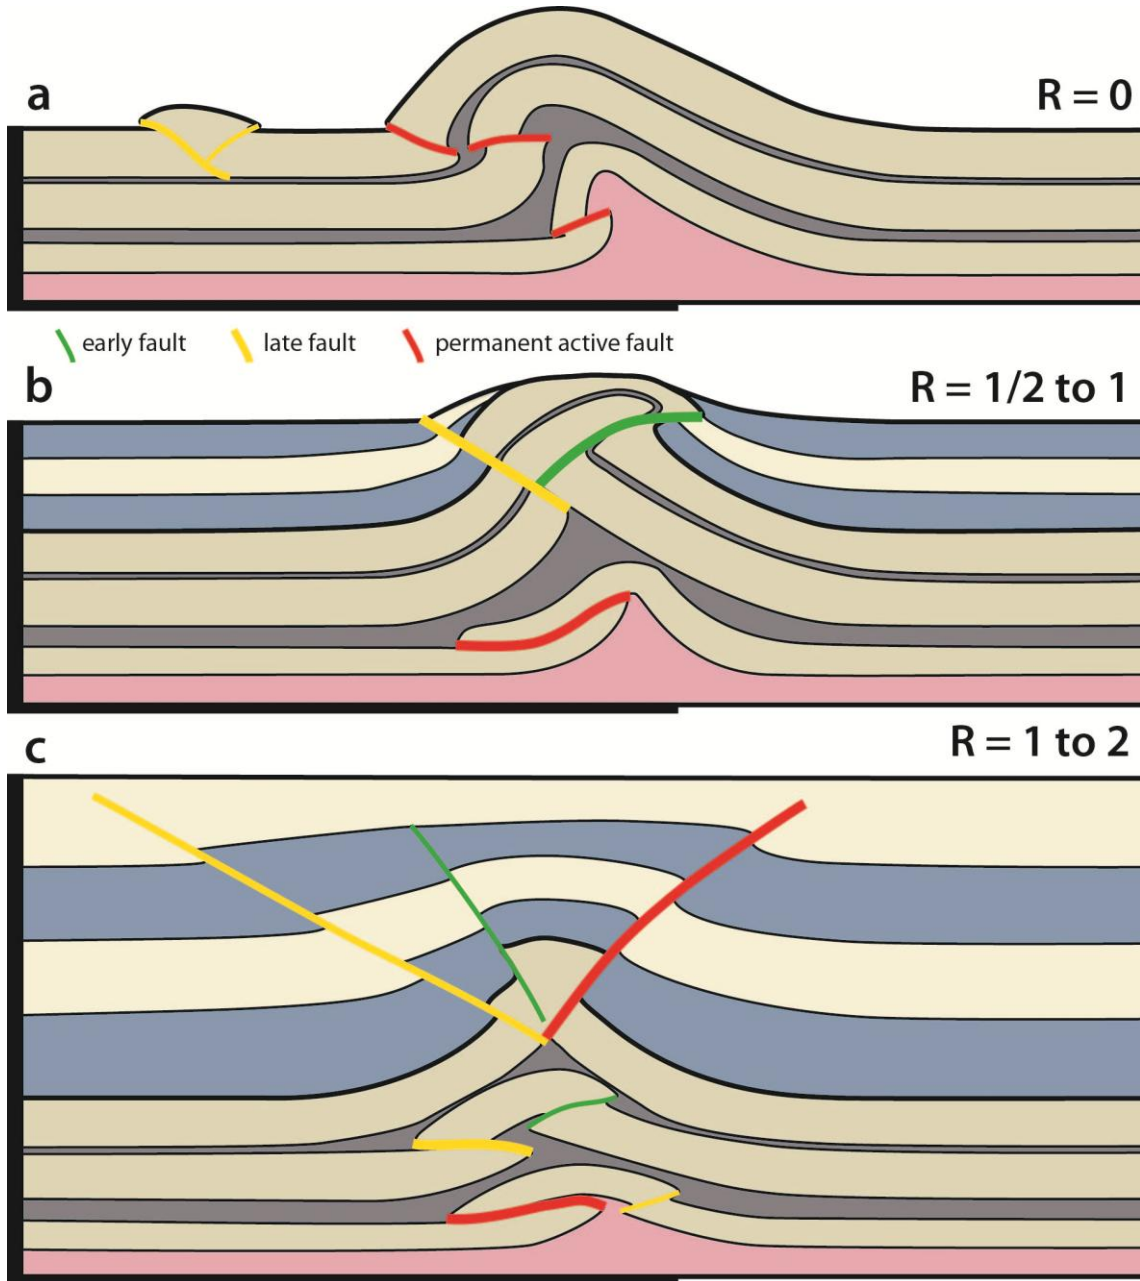 a
R = 0
early fault
late fault
permanent active fault
b
R = 1/2 to 1
c
R = 1 to 2